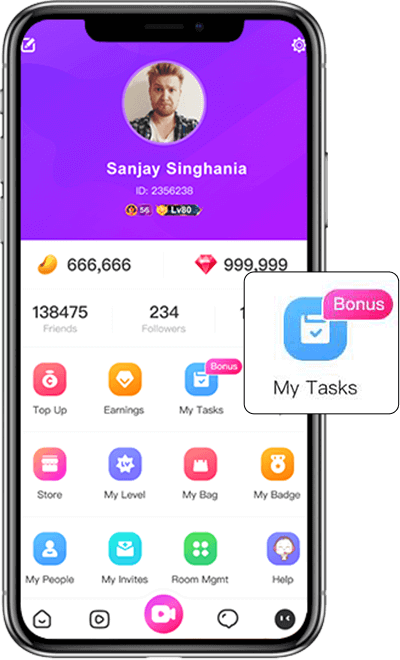 Sanjay Singhania
ID: 2356238
56 Lv80
666,666 999,999
138475 234 1
Friends Followers
Bonus
My Tasks
Bonus
Top Up Earnings My Tasks
Store My Level My Bag My Badge
My People My Invites Room Mgmt Help